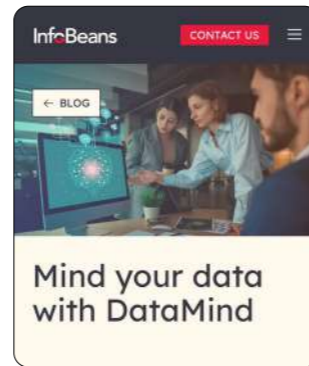 InfoBeans
CONTACT US
← BLOG
Mind your data
with DataMind